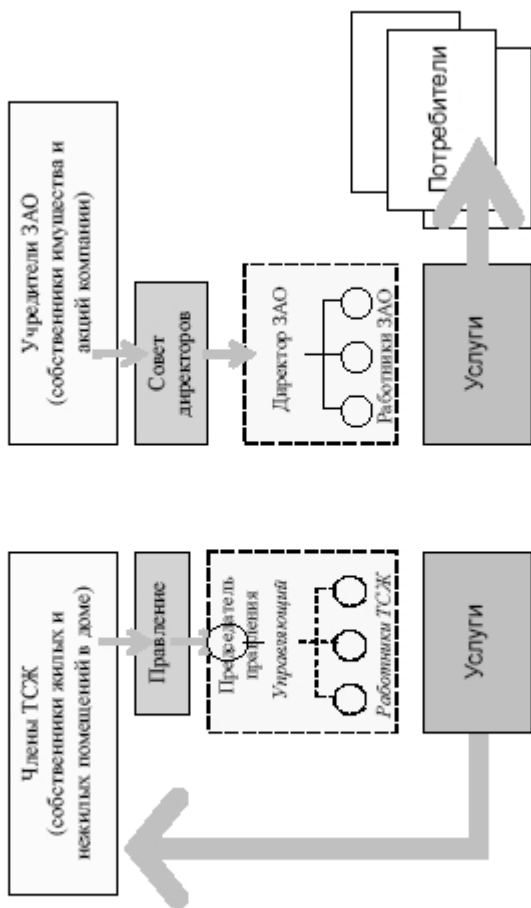 Члены ТСЖ
(собственники жилых и
нежилых помещений в доме)
Правление
Председатель
правления
Управляющий
Работники ТСЖ
Услуги
Учредители ЗАО
(собственники имущества и
акций компании)
Совет
директоров
Директор ЗАО
Работники ЗАО
Услуги
Потребители